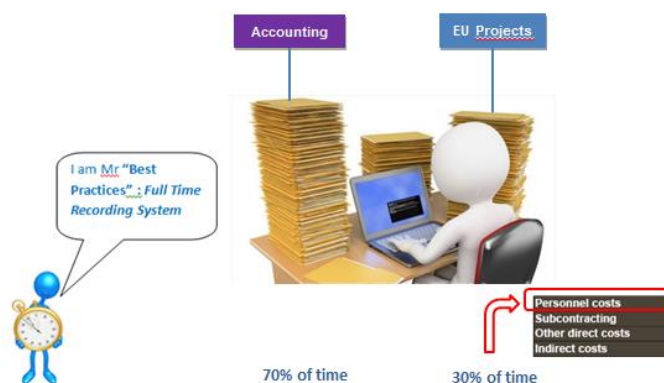 Accounting
EU Projects
I am Mr “Best
Practices” : Full Time
Recording System
Personnel costs
Subcontracting
Other direct costs
Indirect costs
70% of time
30% of time